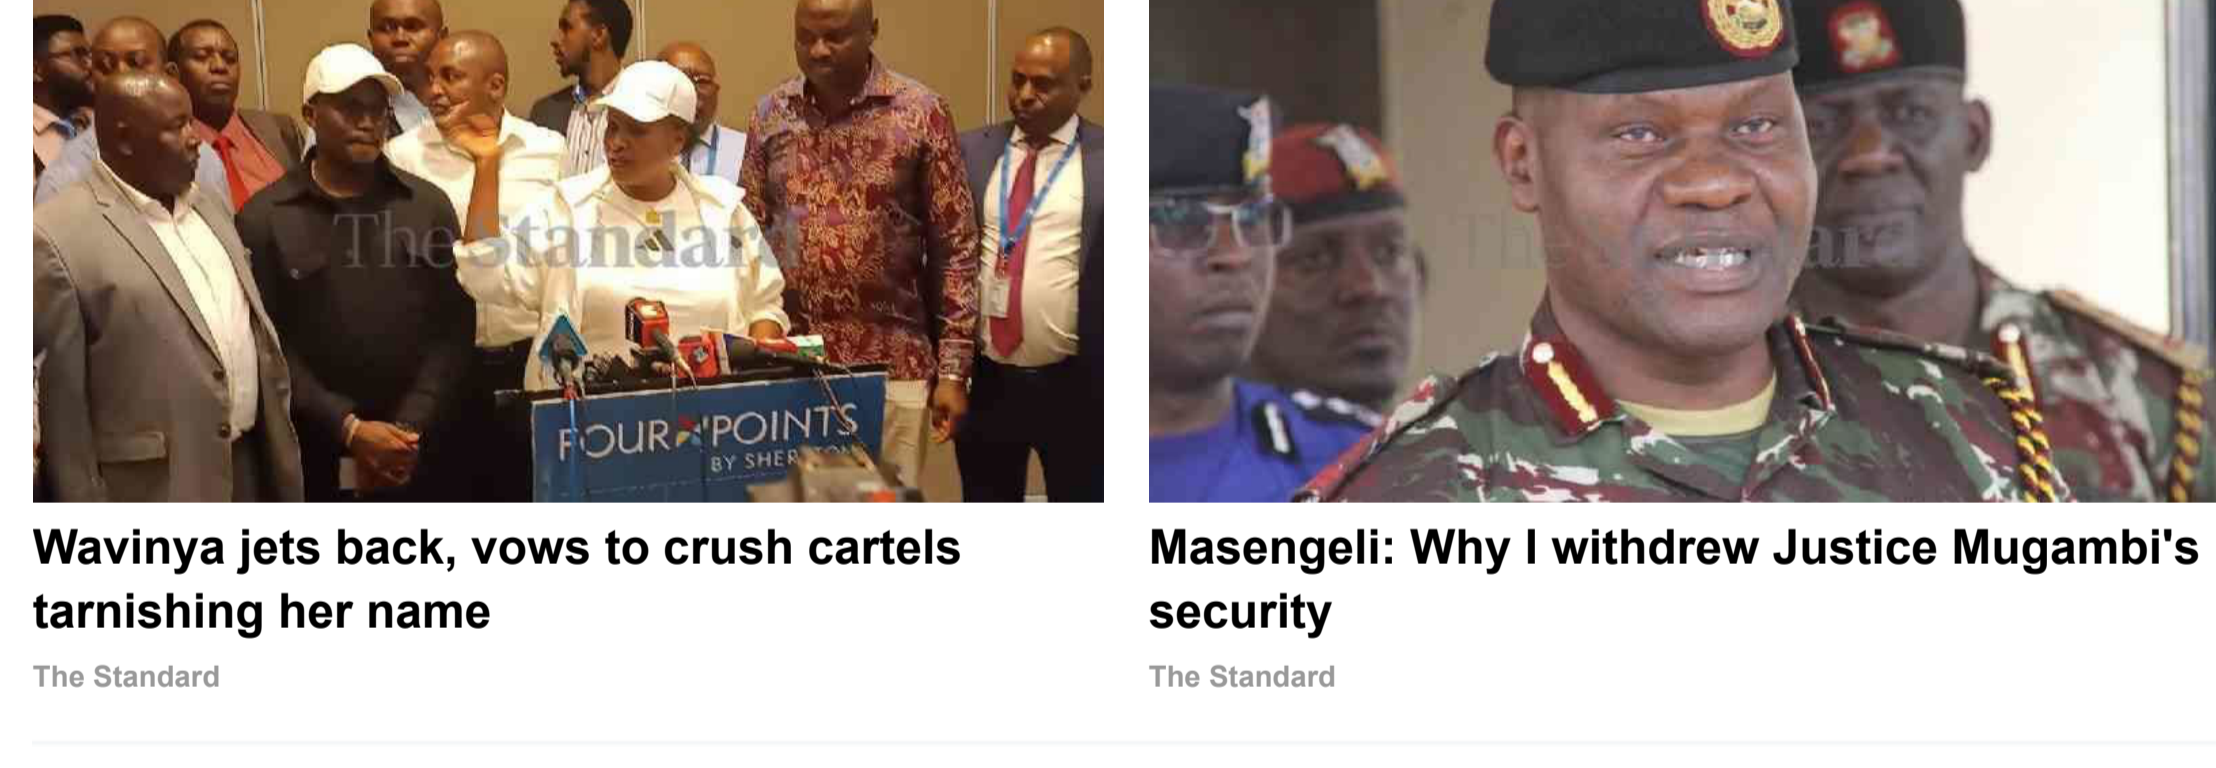 The Standard
FOUR POINTS
BY SHERATON
Wavinya jets back, vows to crush cartels
tarnishing her name
The Standard
The Standard
Masengeli: Why I withdrew Justice Mugambi's
security
The Standard